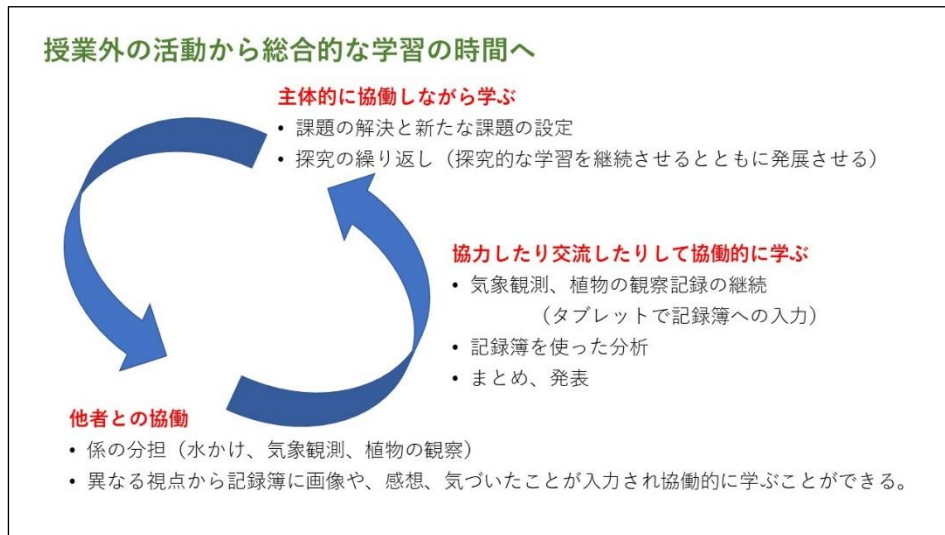 授業外の活動から総合的な学習の時間へ
主体的に協働しながら学ぶ
• 課題の解決と新たな課題の設定
• 探究の繰り返し（探究的な学習を継続させるとともに発展させる）
協力したり交流したりして協働的に学ぶ
• 気象観測、植物の観察記録の継続
（タブレットで記録簿への入力）
• 記録簿を使った分析
• まとめ、発表
他者との協働
• 係の分担（水かけ、気象観測、植物の観察）
• 異なる視点から記録簿に画像や、感想、気づいたことが入力され協働的に学ぶことができる。